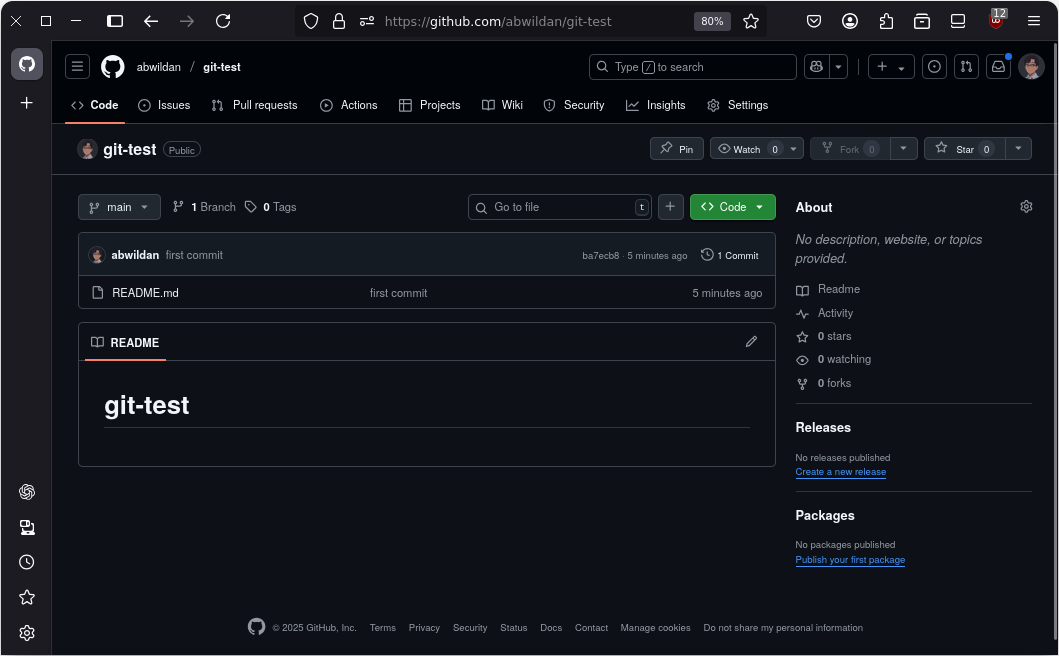 https://github.com/abwildan/git-test 80% 12
abwildan / git-test Type / to search
Code Issues Pull requests Actions Projects Wiki Security Insights Settings
git-test Public Pin Watch 0 Fork 0 Star 0
main 1 Branch 0 Tags Go to file t Code
abwildan first commit ba7ecb8 · 5 minutes ago 1 Commit
README.md first commit 5 minutes ago
README
git-test
About
No description, website, or topics
provided.
Readme
Activity
0 stars
0 watching
0 forks
Releases
No releases published
Create a new release
Packages
No packages published
Publish your first package
© 2025 GitHub, Inc. Terms Privacy Security Status Docs Contact Manage cookies Do not share my personal information